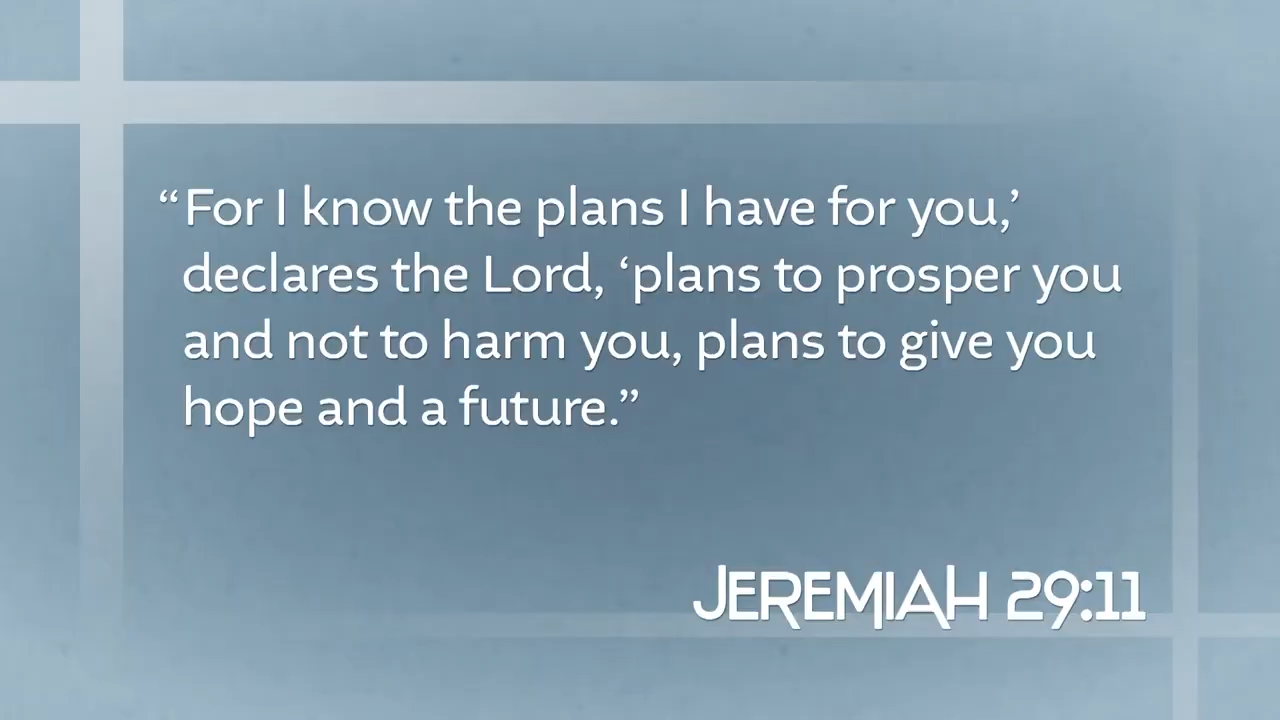 “For I know the plans I have for you,’
declares the Lord, ‘plans to prosper you
and not to harm you, plans to give you
hope and a future.”
JEREMIAH 29:11